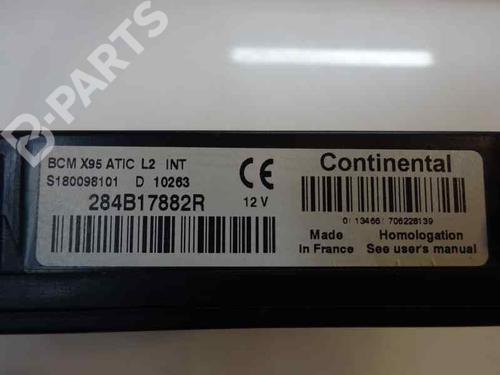 B-PARTS
BCM X95 ATIC L2 INT
S180098101 D 10263
284B17882R
12 V
CE
Continental
0 13466 706228139
Made in France
Homologation See user's manual